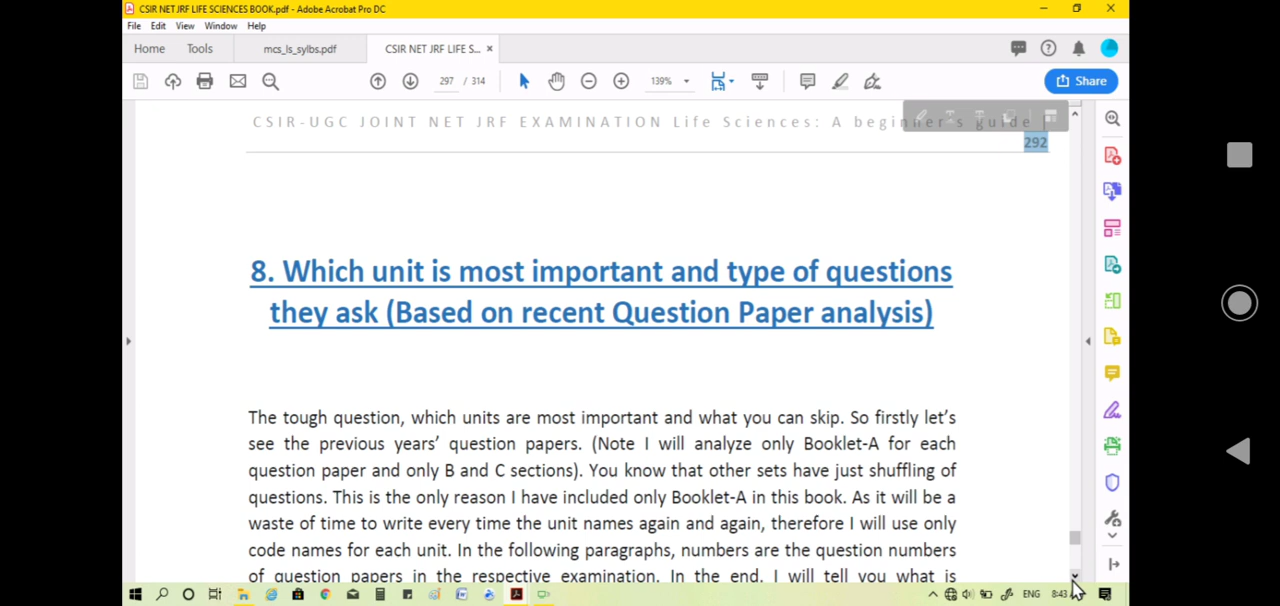 CSIR NET JRF LIFE SCIENCES BOOK.pdf - Adobe Acrobat Pro DC
File Edit View Window Help
Home Tools mcs_ls_sylbs.pdf CSIR NET JRF LIFE S... ×
297 / 314 139% Share
CSIR-UGC JOINT NET JRF EXAMINATION Life Sciences: A beginner's guide |
292
8. Which unit is most important and type of questions
they ask (Based on recent Question Paper analysis)
The tough question, which units are most important and what you can skip. So firstly let's
see the previous years' question papers. (Note I will analyze only Booklet-A for each
question paper and only B and C sections). You know that other sets have just shuffling of
questions. This is the only reason I have included only Booklet-A in this book. As it will be a
waste of time to write every time the unit names again and again, therefore I will use only
code names for each unit. In the following paragraphs, numbers are the question numbers
of question papers in the respective examination. In the end, I will tell you what is
ENG 8:43